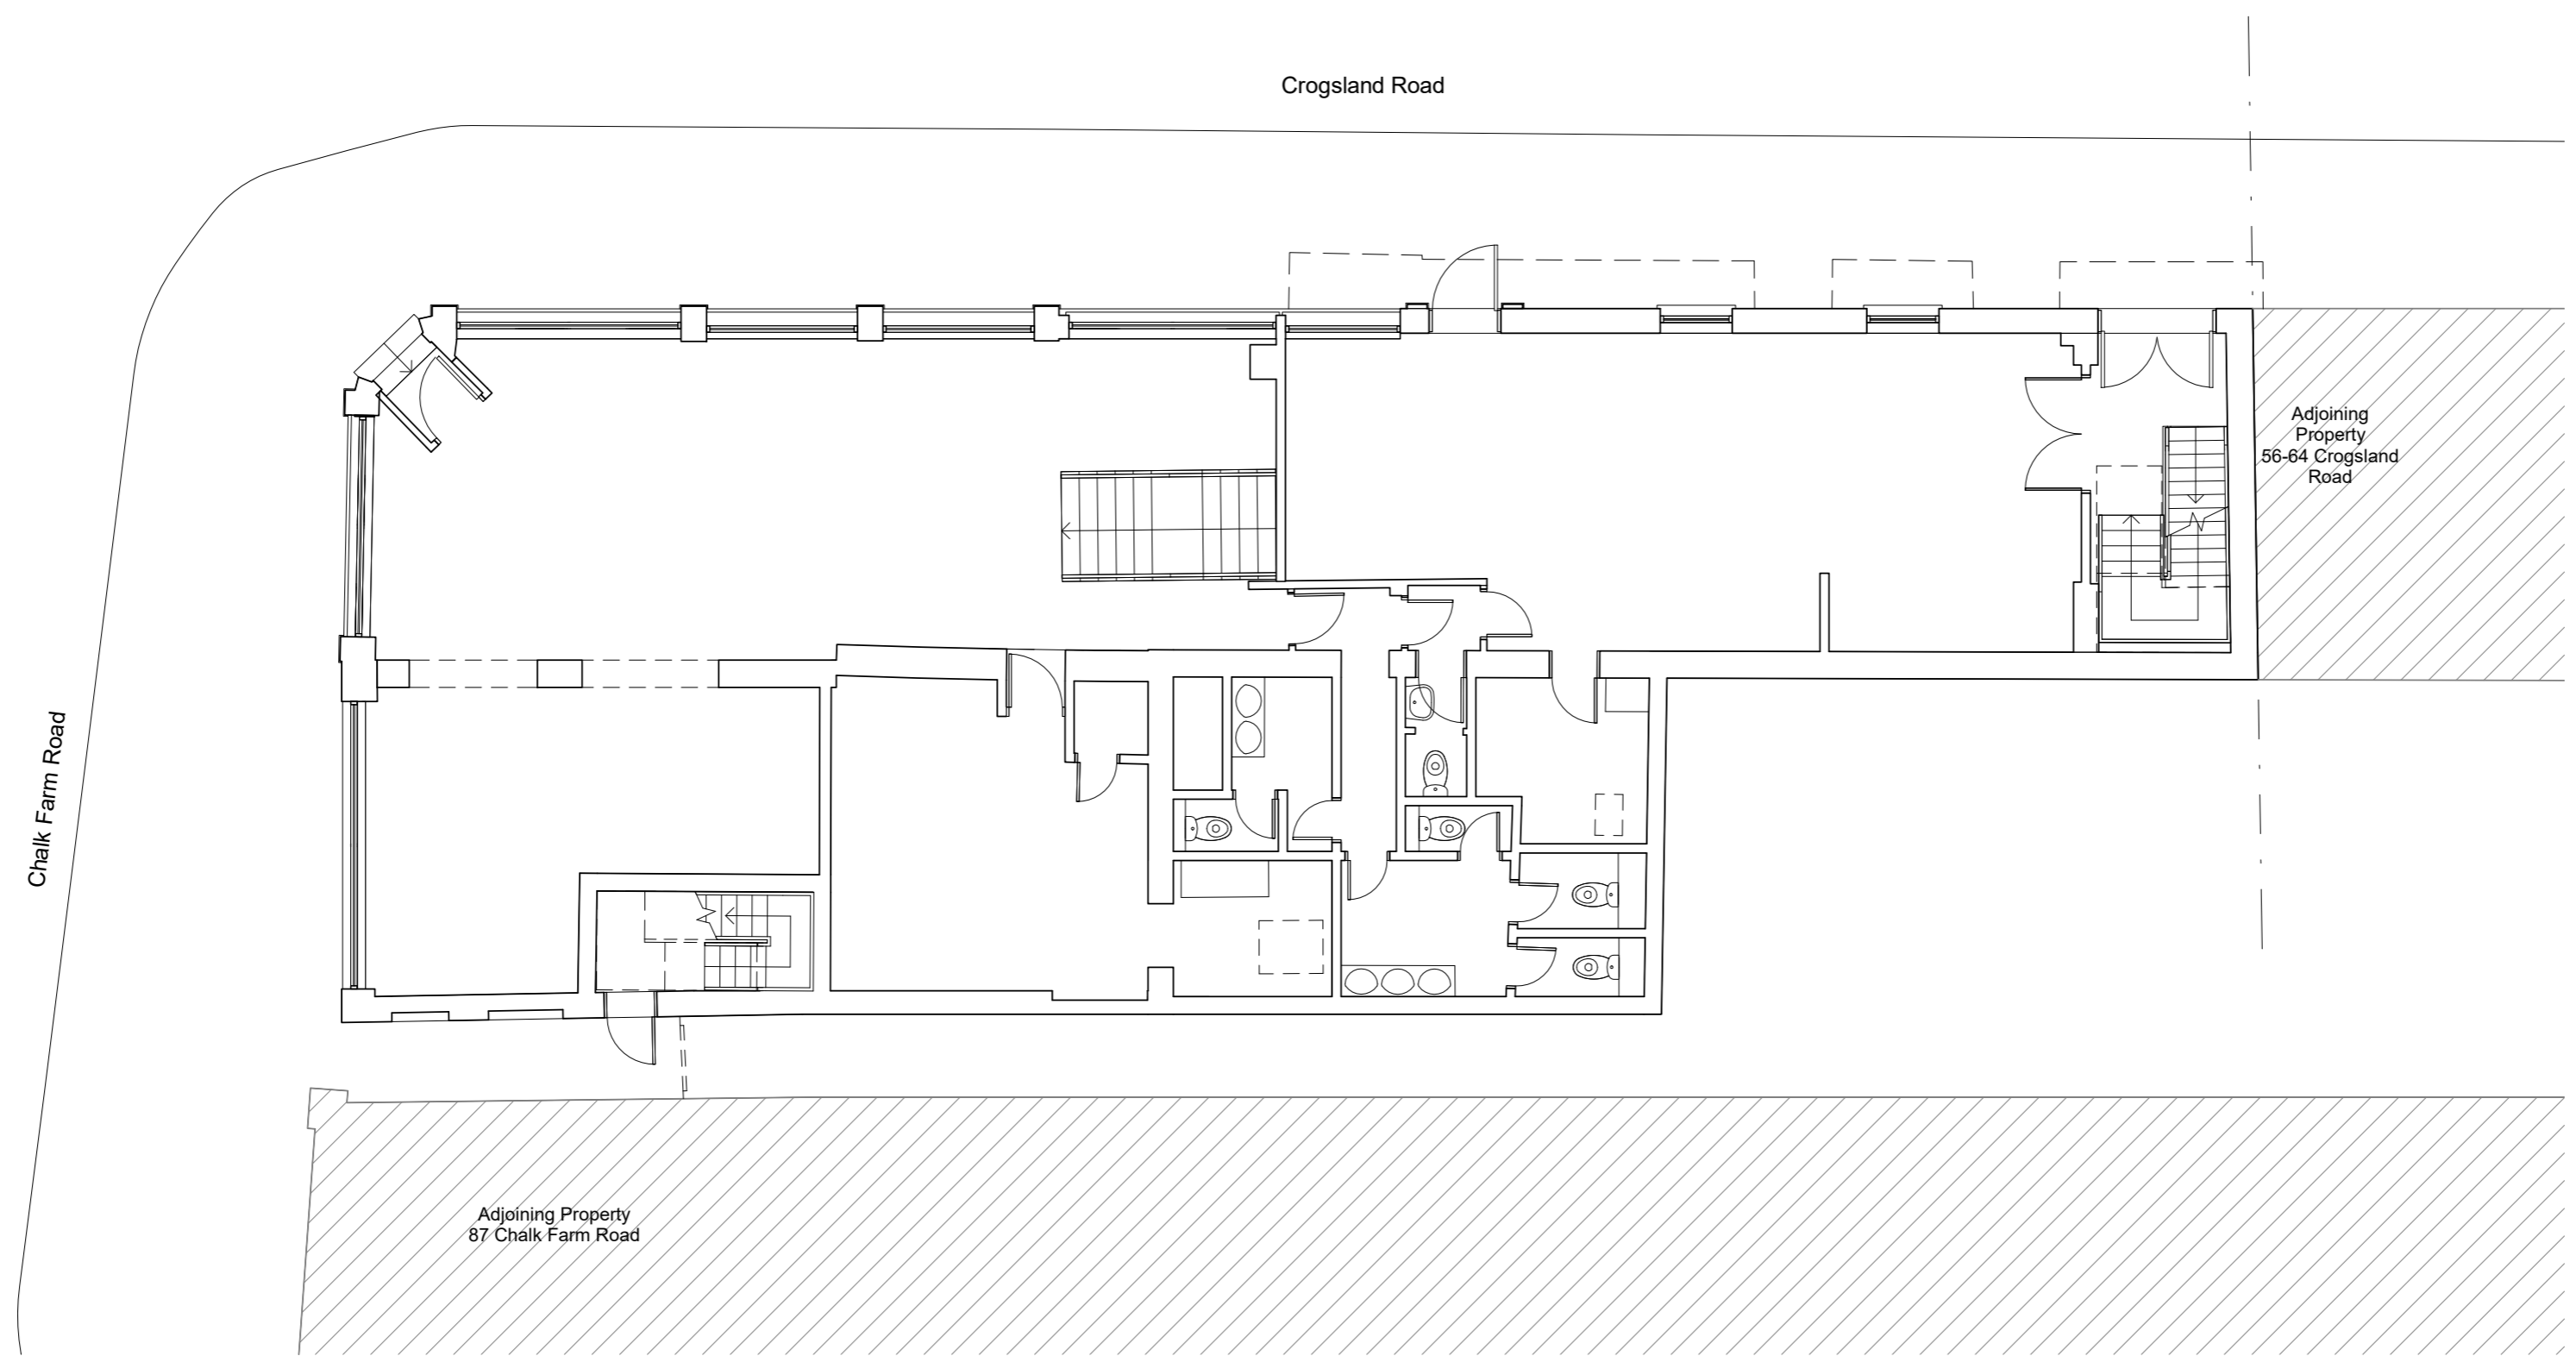 Crogsland Road
Adjoining
Property
56-64 Crogsland
Road
Chalk Farm Road
Adjoining Property
87 Chalk Farm Road